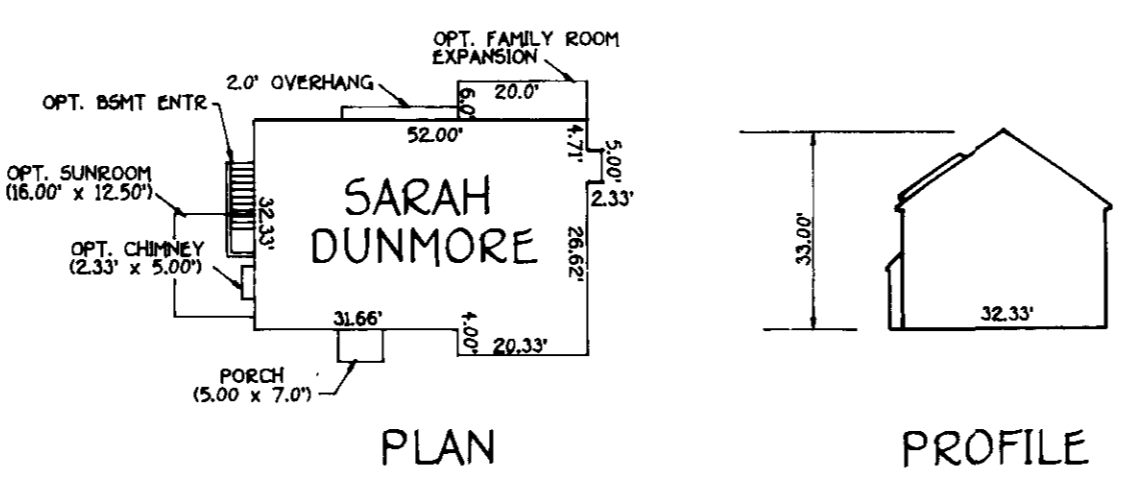 OPT. FAMILY ROOM
EXPANSION
2.0' OVERHANG
6.0'
20.0'
OPT. BSMT ENTR
52.00'
4.71'
5.00'
2.33'
OPT. SUNROOM
(16.00' x 12.50')
32.33'
SARAH
DUNMORE
26.62'
OPT. CHIMNEY
(2.33' x 5.00')
31.66'
4.00'
20.33'
PORCH
(5.00 x 7.0')
PLAN
33.00'
32.33'
PROFILE